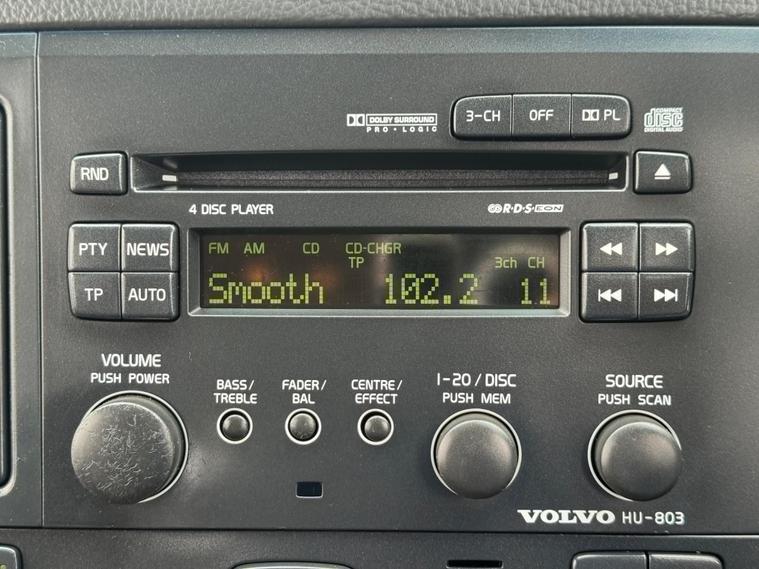 DOLBY SURROUND
PRO • LOGIC
3-CH OFF PL
COMPACT
disc
DIGITAL AUDIO
RND
4 DISC PLAYER
R•D•S•EON
PTY NEWS
TP AUTO
FM AM CD CD-CHGR
TP 3ch CH
Smooth 102.2 11
VOLUME
PUSH POWER
BASS/
TREBLE
FADER/
BAL
CENTRE/
EFFECT
1-20/DISC
PUSH MEM
SOURCE
PUSH SCAN
VOLVO HU-803